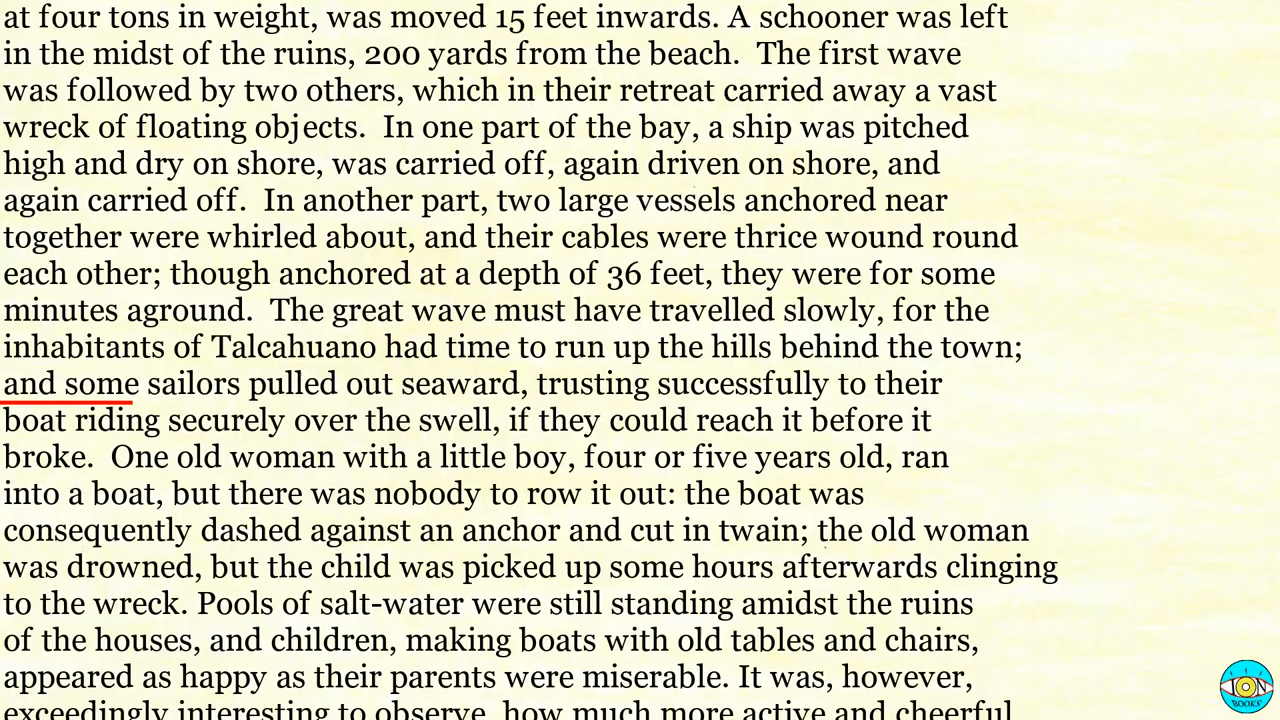 at four tons in weight, was moved 15 feet inwards. A schooner was left
in the midst of the ruins, 200 yards from the beach.  The first wave
was followed by two others, which in their retreat carried away a vast
wreck of floating objects.  In one part of the bay, a ship was pitched
high and dry on shore, was carried off, again driven on shore, and
again carried off.  In another part, two large vessels anchored near
together were whirled about, and their cables were thrice wound round
each other; though anchored at a depth of 36 feet, they were for some
minutes aground.  The great wave must have travelled slowly, for the
inhabitants of Talcahuano had time to run up the hills behind the town;
and some sailors pulled out seaward, trusting successfully to their
boat riding securely over the swell, if they could reach it before it
broke.  One old woman with a little boy, four or five years old, ran
into a boat, but there was nobody to row it out: the boat was
consequently dashed against an anchor and cut in twain; the old woman
was drowned, but the child was picked up some hours afterwards clinging
to the wreck. Pools of salt-water were still standing amidst the ruins
of the houses, and children, making boats with old tables and chairs,
appeared as happy as their parents were miserable. It was, however,
exceedingly interesting to observe, how much more active and cheerful
ION
BOOKS